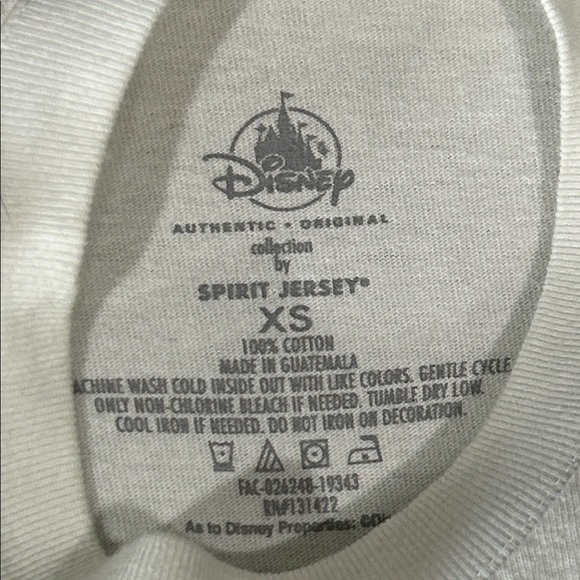 Disney
AUTHENTIC • ORIGINAL
collection
by
SPIRIT JERSEY®
XS
100% COTTON
MADE IN GUATEMALA
ACHINE WASH COLD INSIDE OUT WITH LIKE COLORS. GENTLE CYCLE
ONLY NON-CHLORINE BLEACH IF NEEDED. TUMBLE DRY LOW.
COOL IRON IF NEEDED. DO NOT IRON ON DECORATION.
FAC-026248-19343
RN#131422
As to Disney Properties: ©Di